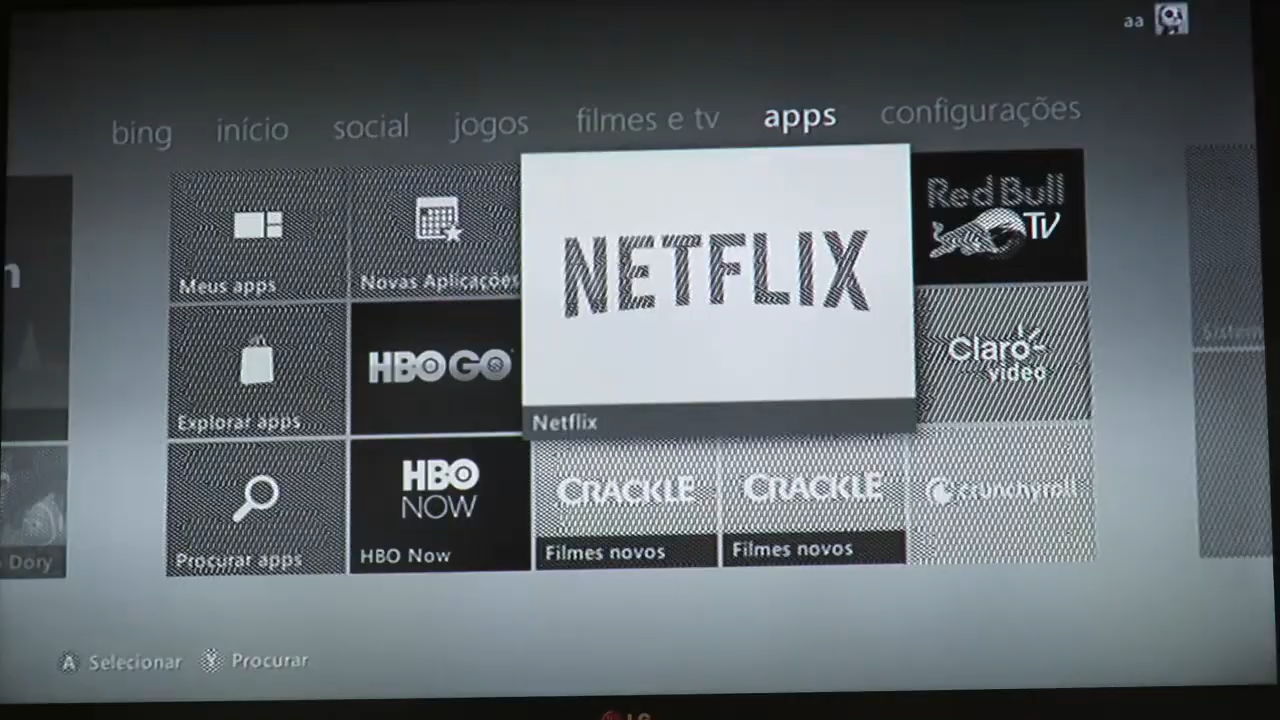 aa
bing início social jogos filmes e tv apps configurações
Meus apps
Novas Aplicações
NETFLIX
Netflix
Red Bull
TV
Explorar apps
HBO GO
Claro
video
Procurar apps
HBO
NOW
HBO Now
CRACKLE
Filmes novos
CRACKLE
Filmes novos
crunchyroll
Dory
A Selecionar Y Procurar
LG